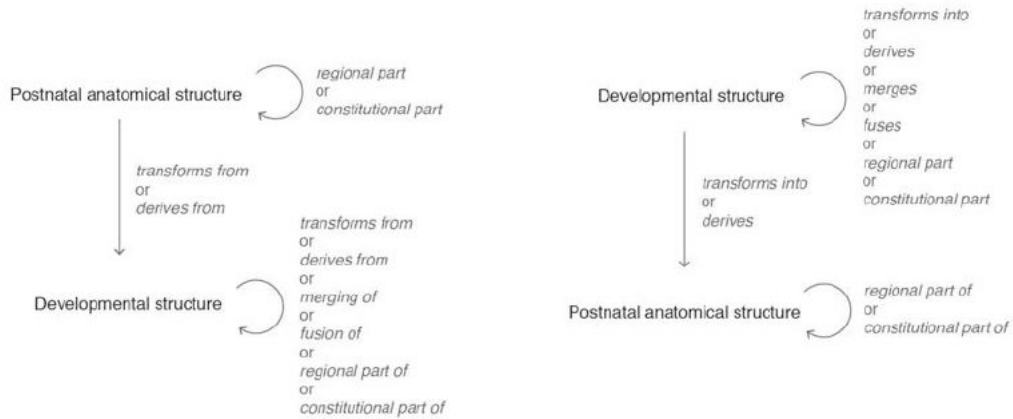 Postnatal anatomical structure
regional part
or
constitutional part
transforms from
or
derives from
Developmental structure
transforms from
or
derives from
or
merging of
or
fusion of
or
regional part of
or
constitutional part of
Developmental structure
transforms into
or
derives
or
merges
or
fuses
or
regional part
or
constitutional part
transforms into
or
derives
Postnatal anatomical structure
regional part of
or
constitutional part of